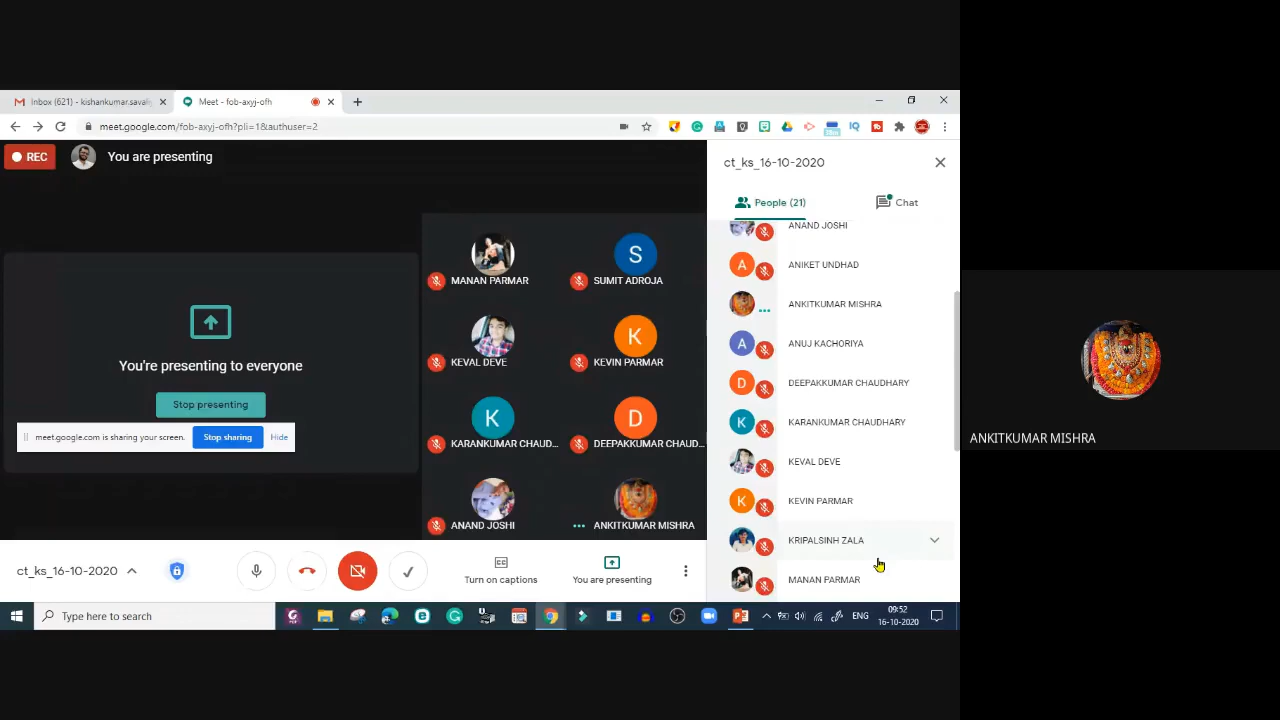 Inbox (621) - kishankumar.savali
Meet - fob-axyj-ofh
meet.google.com/fob-axyj-ofh?pli=1&authuser=2
REC
You are presenting
You're presenting to everyone
Stop presenting
meet.google.com is sharing your screen.
Stop sharing
Hide
MANAN PARMAR
S
SUMIT ADROJA
KEVAL DEVE
K
KEVIN PARMAR
K
KARANKUMAR CHAUD...
D
DEEPAKKUMAR CHAUD...
ANAND JOSHI
ANKITKUMAR MISHRA
ct_ks_16-10-2020
People (21)
Chat
ANAND JOSHI
A
ANIKET UNDHAD
ANKITKUMAR MISHRA
A
ANUJ KACHORIYA
D
DEEPAKKUMAR CHAUDHARY
K
KARANKUMAR CHAUDHARY
KEVAL DEVE
K
KEVIN PARMAR
KRIPALSINH ZALA
MANAN PARMAR
ct_ks_16-10-2020
CC
Turn on captions
You are presenting
Type here to search
ENG
09:52
16-10-2020
ANKITKUMAR MISHRA